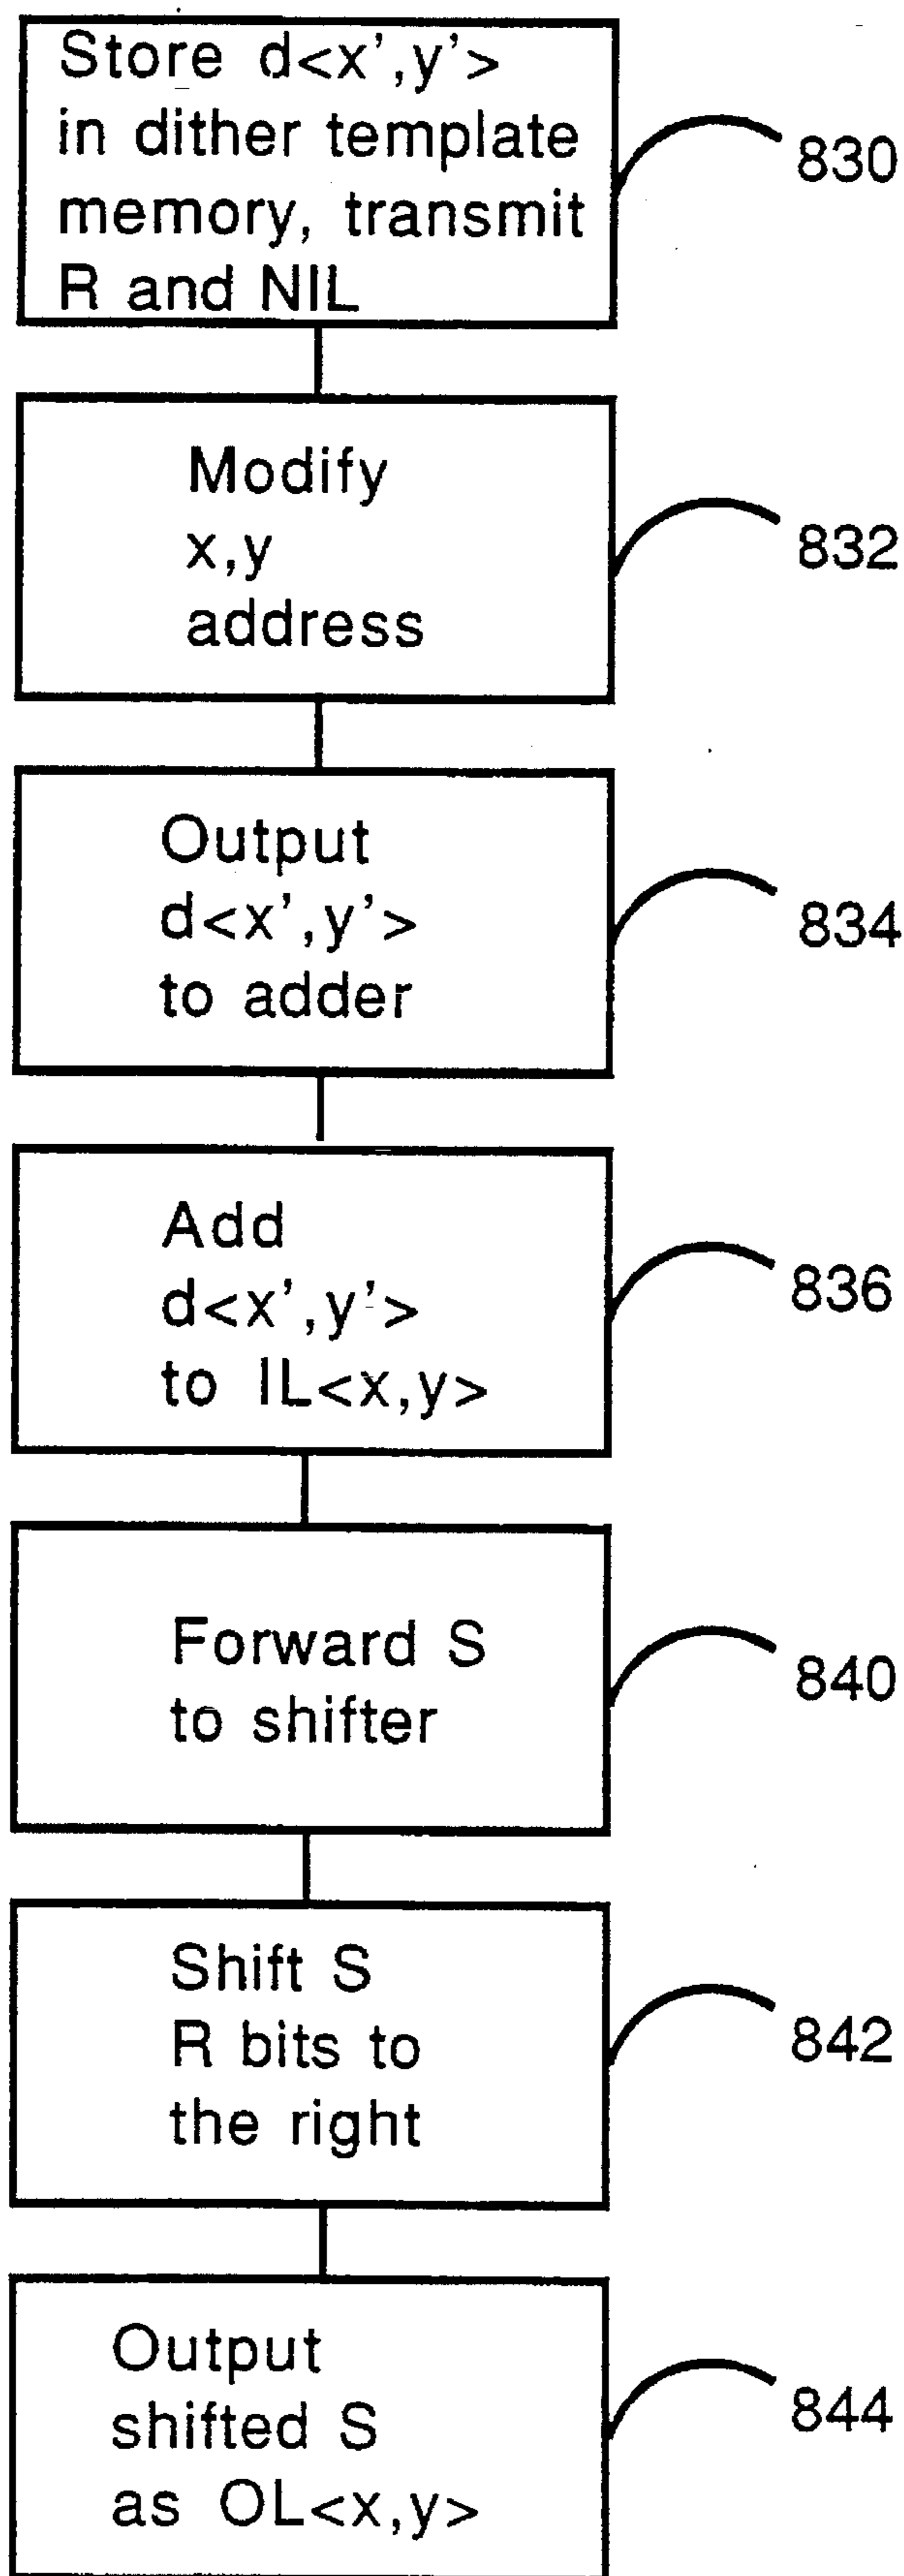 Store d<x',y'>
in dither template
memory, transmit
R and NIL
830
Modify
x,y
address
832
Output
d<x',y'>
to adder
834
Add
d<x',y'>
to IL<x,y>
836
Forward S
to shifter
840
Shift S
R bits to
the right
842
Output
shifted S
as OL<x,y>
844